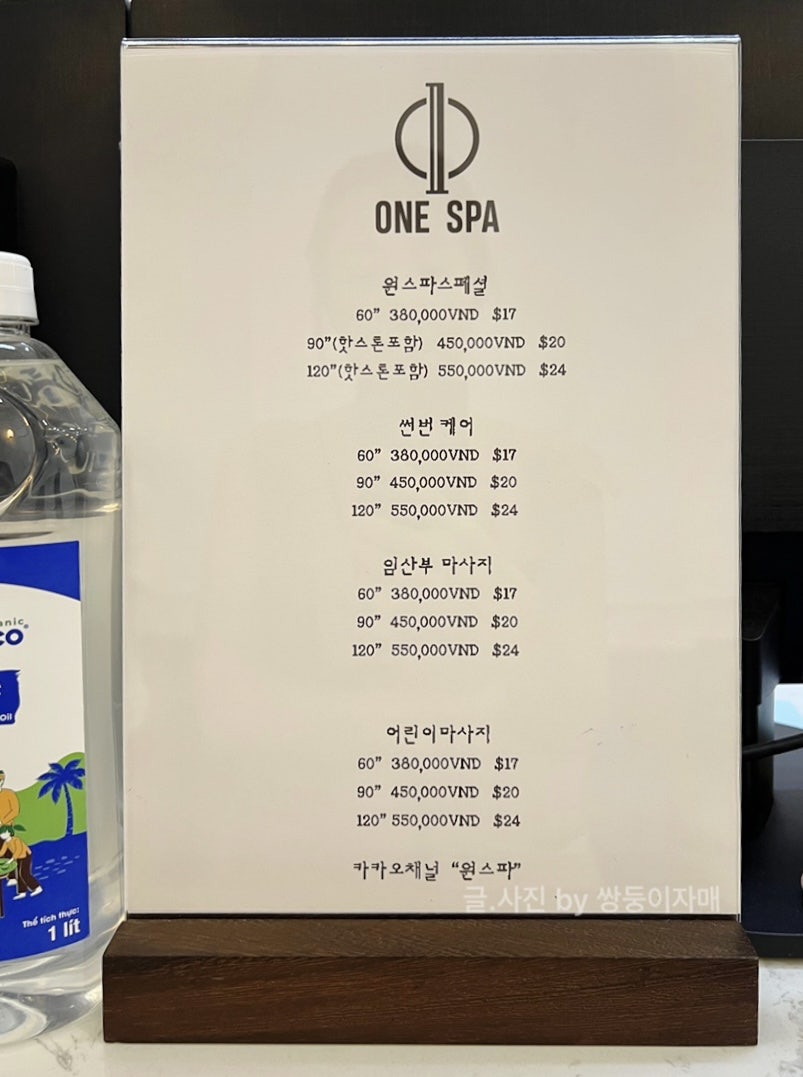 ONE SPA
원스파스페셜
60" 380,000VND $17
90"(핫스톤포함) 450,000VND $20
120"(핫스톤포함) 550,000VND $24
썬번 케어
60" 380,000VND $17
90" 450,000VND $20
120" 550,000VND $24
임산부 마사지
60" 380,000VND $17
90" 450,000VND $20
120" 550,000VND $24
어린이마사지
60" 380,000VND $17
90" 450,000VND $20
120" 550,000VND $24
카카오채널 “원스파”
글.사진 by 쌍둥이자매
Oil
Thể tích thực:
1 lít